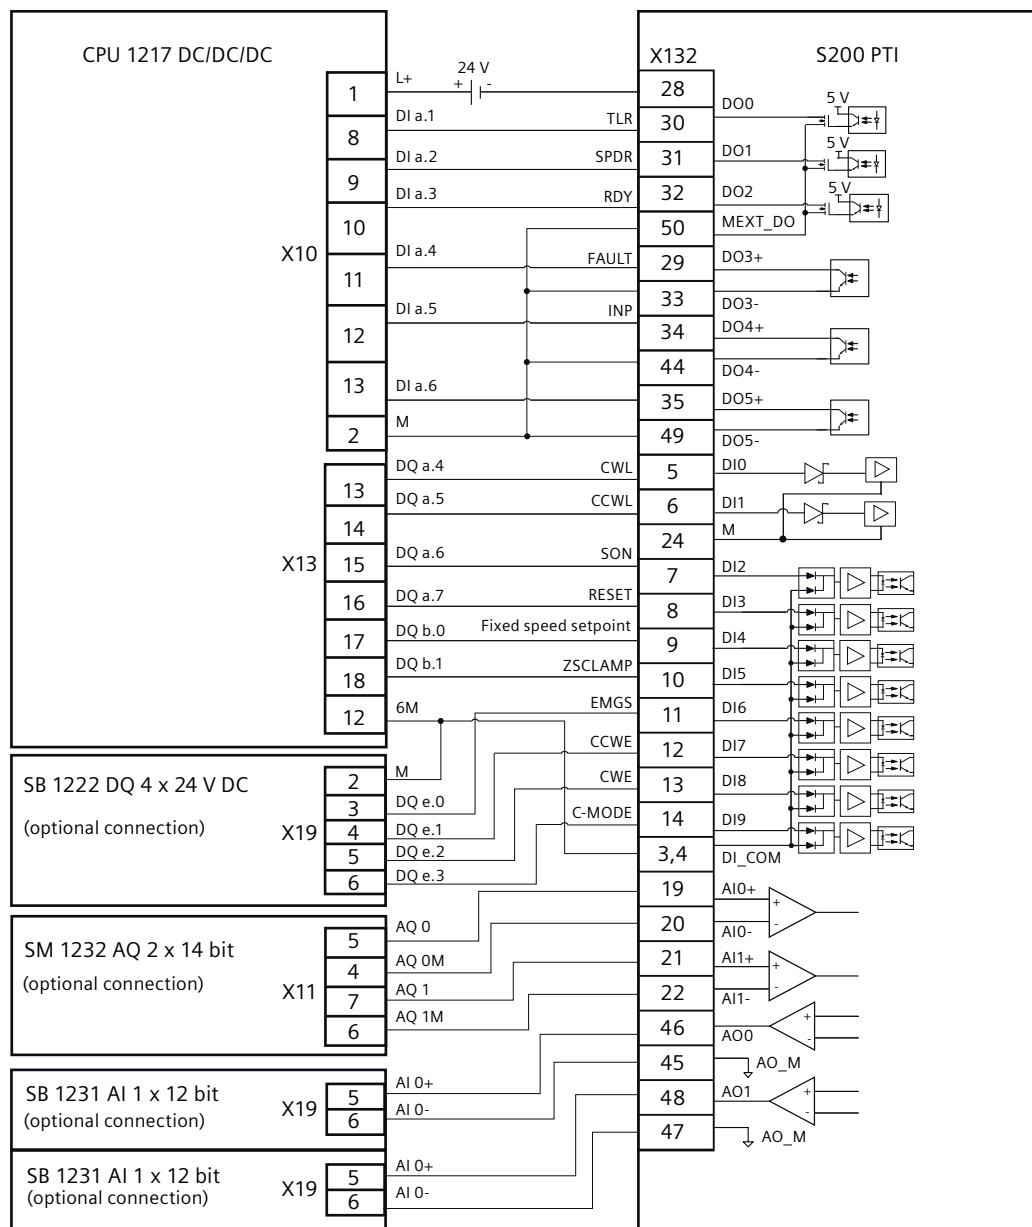 CPU 1217 DC/DC/DC
X132
S200 PTI
X10
1
8
9
10
11
12
13
2
L+
24 V
+ -
DI a.1
TLR
DI a.2
SPDR
DI a.3
RDY
DI a.4
FAULT
DI a.5
INP
DI a.6
M
28
30
31
32
50
29
33
34
44
35
49
DO0
5 V
DO1
5 V
DO2
5 V
MEXT_DO
DO3+
DO3-
DO4+
DO4-
DO5+
DO5-
X13
13
14
15
16
17
18
12
DQ a.4
CWL
DQ a.5
CCWL
DQ a.6
SON
DQ a.7
RESET
DQ b.0
Fixed speed setpoint
DQ b.1
ZSCLAMP
6M
EMGS
CCWE
CWE
C-MODE
5
6
24
7
8
9
10
11
12
13
14
3,4
DI0
DI1
M
DI2
DI3
DI4
DI5
DI6
DI7
DI8
DI9
DI_COM
SB 1222 DQ 4 x 24 V DC
(optional connection)
X19
2
3
4
5
6
M
DQ e.0
DQ e.1
DQ e.2
DQ e.3
SM 1232 AQ 2 x 14 bit
(optional connection)
X11
5
4
7
6
AQ 0
AQ 0M
AQ 1
AQ 1M
19
20
21
22
46
45
48
47
AI0+
+
-
AI0-
AI1+
+
-
AI1-
+
-
AO0
AO_M
AO1
+
-
AO_M
SB 1231 AI 1 x 12 bit
(optional connection)
X19
5
6
AI 0+
AI 0-
SB 1231 AI 1 x 12 bit
(optional connection)
X19
5
6
AI 0+
AI 0-